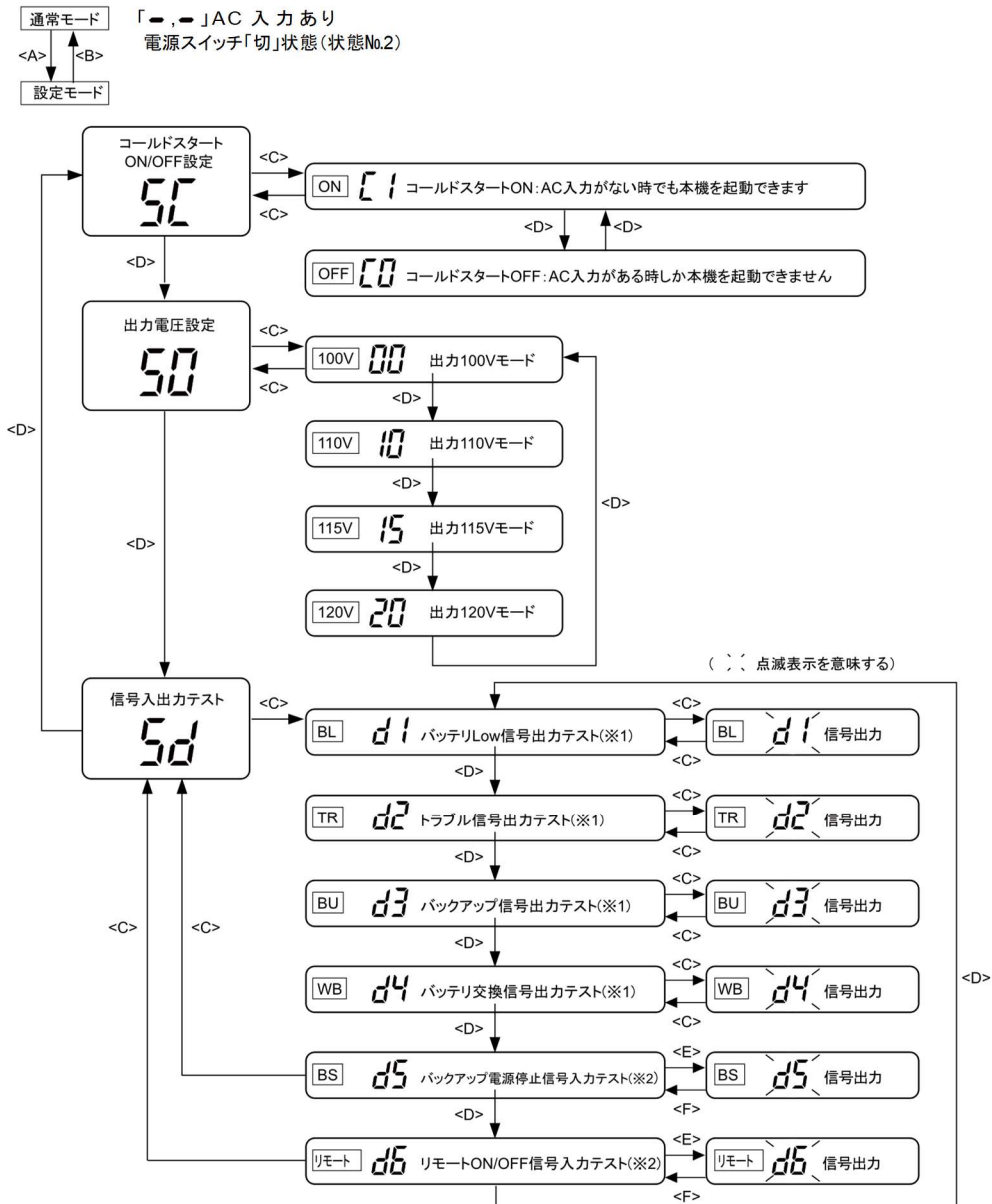 通常モード
「━,━」AC 入力あり
電源スイッチ「切」状態(状態№2)
<A>
<B>
設定モード
コールドスタート
ON/OFF設定
SC
<C>
<C>
ON C1 コールドスタートON:AC入力がない時でも本機を起動できます
<D>
<D>
OFF C0 コールドスタートOFF:AC入力がある時しか本機を起動できません
<D>
出力電圧設定
SO
<C>
<C>
100V 00 出力100Vモード
<D>
110V 10 出力110Vモード
<D>
115V 15 出力115Vモード
<D>
120V 20 出力120Vモード
<D>
<D>
<D>
( 点滅表示を意味する)
信号入出力テスト
Sd
<C>
BL d1 バッテリLow信号出力テスト(※1)
<C>
<C>
BL d1 信号出力
<D>
TR d2 トラブル信号出力テスト(※1)
<C>
<C>
TR d2 信号出力
<D>
BU d3 バックアップ信号出力テスト(※1)
<C>
<C>
BU d3 信号出力
<C>
<C>
<D>
WB d4 バッテリ交換信号出力テスト(※1)
<C>
<C>
WB d4 信号出力
<D>
<D>
BS d5 バックアップ電源停止信号入力テスト(※2)
<E>
<F>
BS d5 信号出力
<D>
リモート d6 リモートON/OFF信号入力テスト(※2)
<E>
<F>
リモート d6 信号出力